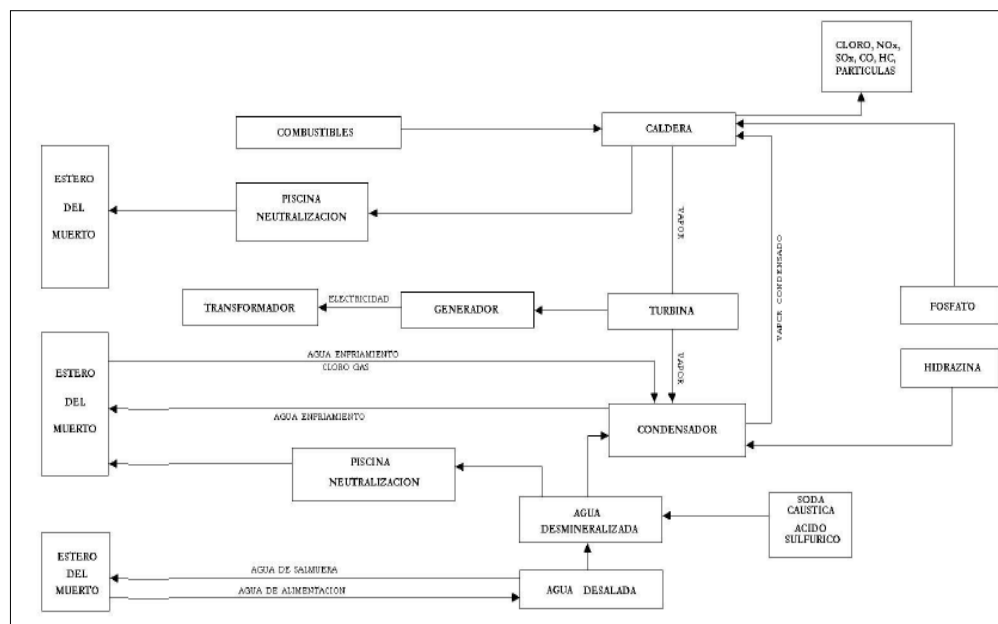 CLORO, NOx,
SOx, CO, HC,
PARTICULAS
COMBUSTIBLES
CALDERA
ESTERO
DEL
MUERTO
PISCINA
NEUTRALIZACION
VAPOR
VAPOR CONDENSADO
TRANSFORMADOR
ELECTRICIDAD
GENERADOR
TURBINA
FOSFATO
ESTERO
DEL
MUERTO
AGUA ENFRIAMIENTO
CLORO GAS
VAPOR
HIDRAZINA
AGUA ENFRIAMIENTO
CONDENSADOR
PISCINA
NEUTRALIZACION
AGUA
DESMINERALIZADA
SODA
CAUSTICA
ACIDO
SULFURICO
ESTERO
DEL
MUERTO
AGUA DE SALMUERA
AGUA DE ALIMENTACION
AGUA DESALADA